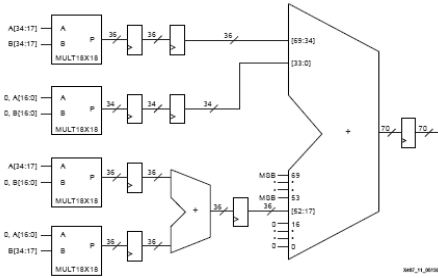 A[34:17] A 36 36 36
P
B[34:17] B
MULT18X18
[69:34]
[33:0]
0, A[16:0] A 34 34 34
P
0, B[16:0] B
MULT18X18
+ 70 70
A[34:17] A 36 36
P
0, B[16:0] B
MULT18X18
MSB 69
MSB 53
+ 36 36 [52:17]
0 16
0 0
0, A[16:0] A 36 36
P
B[34:17] B
MULT18X18